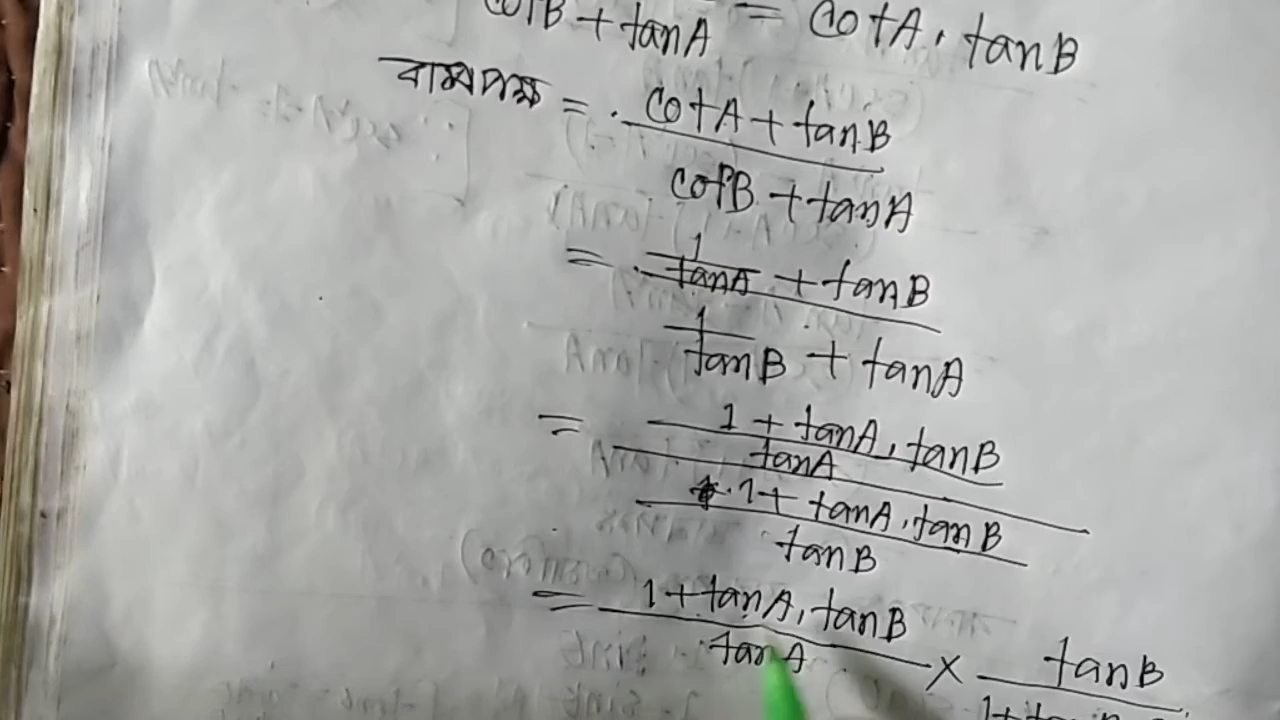 cotB + tanA = cotA . tanB
বামপক্ষ = cotA + tanB
cotB + tanA
= 1
tanA + tanB
1
tanB + tanA
= 1 + tanA . tanB
tanA
1 + tanA . tanB
tanB
= 1 + tanA . tanB
tanA × tanB